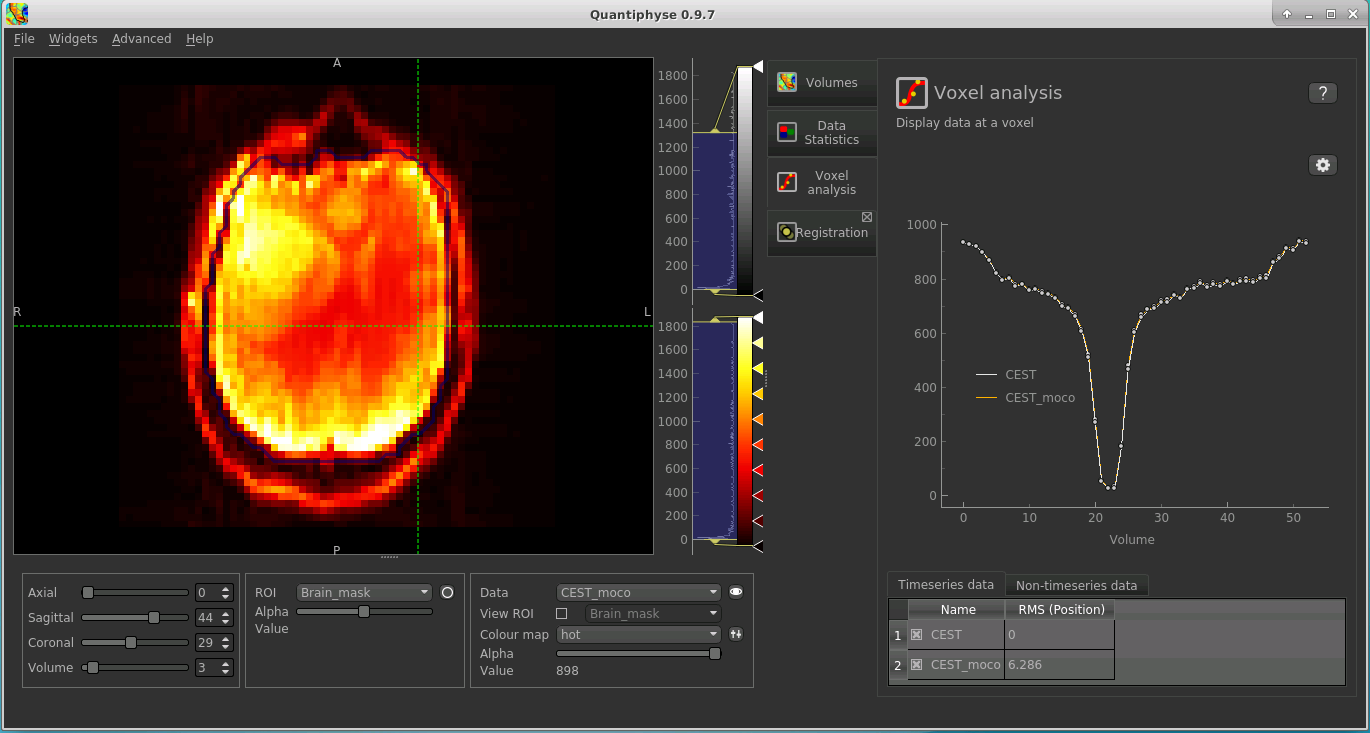 Quantiphyse 0.9.7
File Widgets Advanced Help
A
R
L
P
1800
1600
1400
1200
1000
800
600
400
200
0
1800
1600
1400
1200
1000
800
600
400
200
0
Volumes
Data
Statistics
Voxel
analysis
Registration
Voxel analysis
?
Display data at a voxel
1000
800
600
400
200
0
CEST
CEST_moco
0 10 20 30 40 50
Volume
Axial 0
Sagittal 44
Coronal 29
Volume 3
ROI Brain_mask
Alpha
Value
Data CEST_moco
View ROI Brain_mask
Colour map hot
Alpha
Value 898
Timeseries data Non-timeseries data
Name RMS (Position)
1 CEST 0
2 CEST_moco 6.286